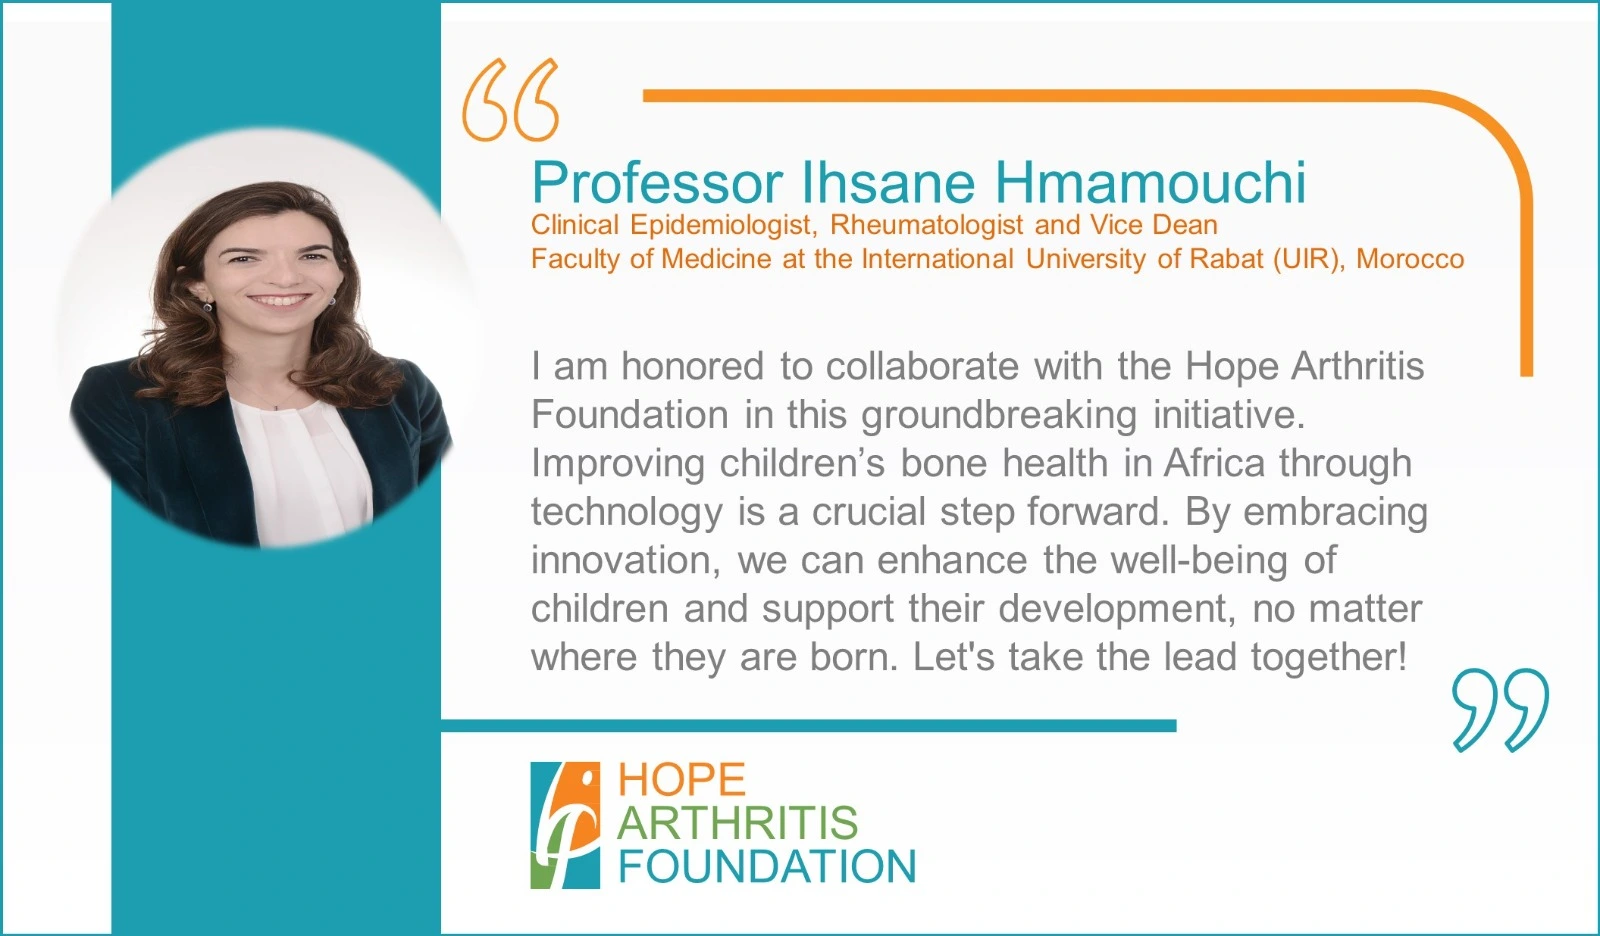 Professor Ihsane Hmamouchi
Clinical Epidemiologist, Rheumatologist and Vice Dean
Faculty of Medicine at the International University of Rabat (UIR), Morocco
I am honored to collaborate with the Hope Arthritis
Foundation in this groundbreaking initiative.
Improving children’s bone health in Africa through
technology is a crucial step forward. By embracing
innovation, we can enhance the well-being of
children and support their development, no matter
where they are born. Let's take the lead together!
HOPE
ARTHRITIS
FOUNDATION